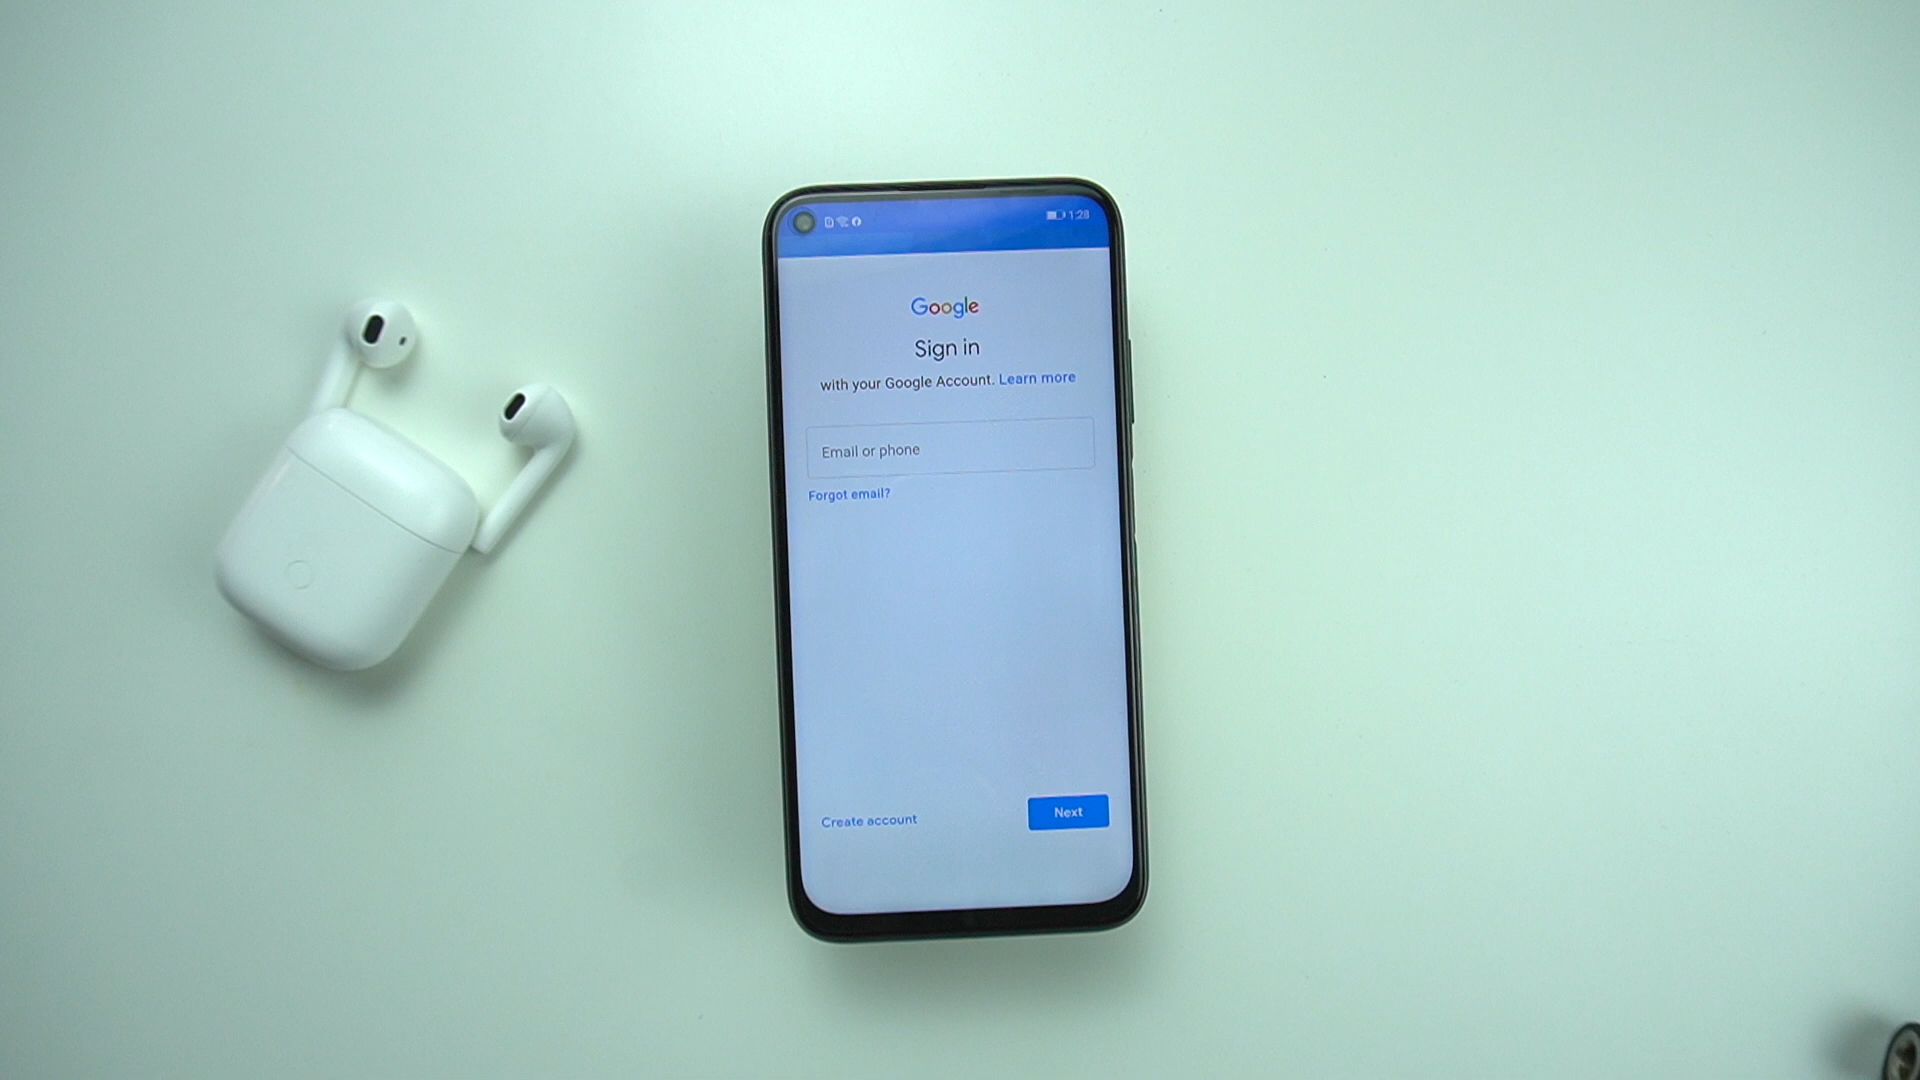 1:28
Google
Sign in
with your Google Account. Learn more
Email or phone
Forgot email?
Create account
Next